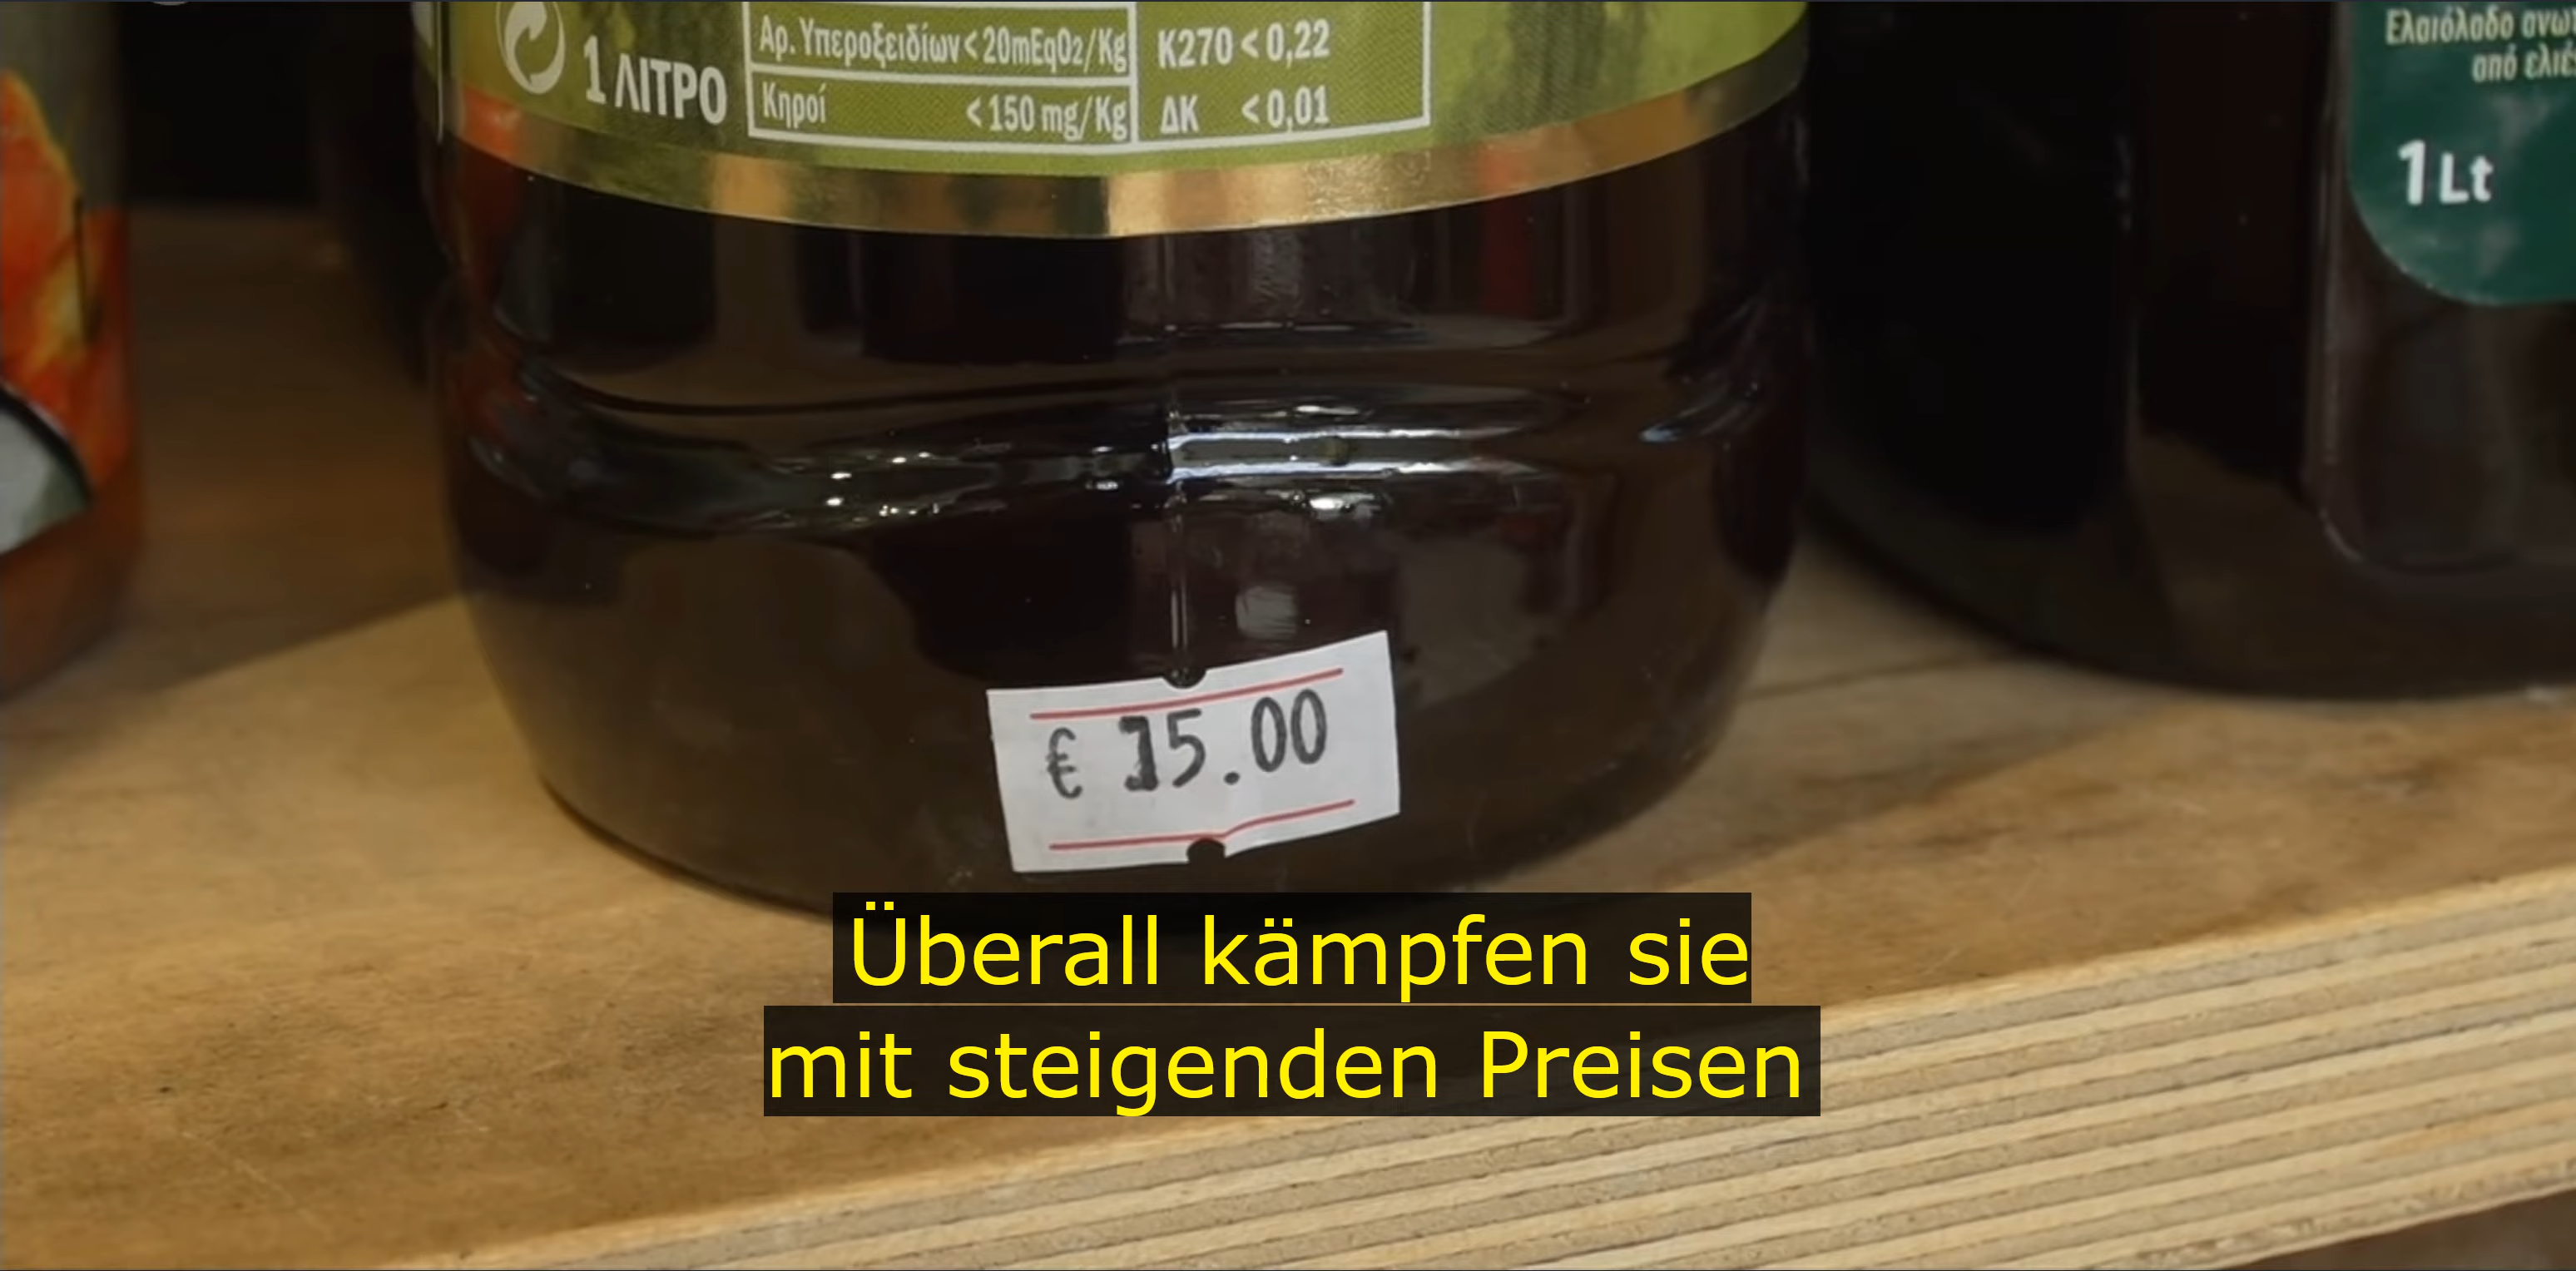 1 ΛΙΤΡΟ
Αρ. Υπεροξειδίων < 20mEqO2/Kg
K270 < 0,22
Κηροί < 150 mg/Kg
ΔΚ < 0,01
Ελαιόλαδο
από
1 Lt
€ 15.00
Überall kämpfen sie
mit steigenden Preisen